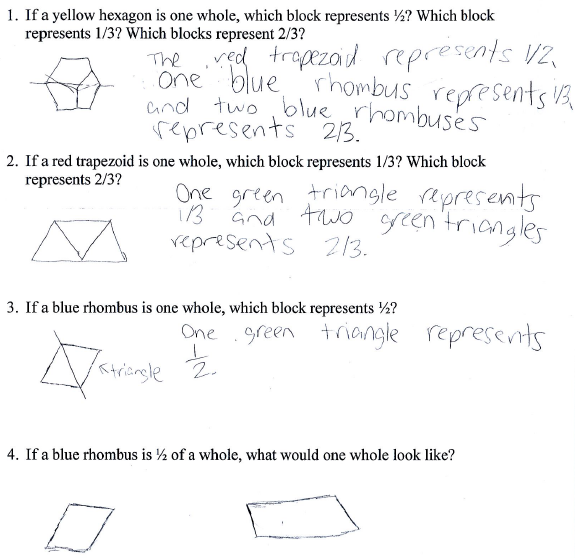 1. If a yellow hexagon is one whole, which block represents ½? Which block
represents 1/3? Which blocks represent 2/3?
The red trapezoid represents 1/2,
One blue rhombus represents 1/3,
and two blue rhombuses
represents 2/3.
2. If a red trapezoid is one whole, which block represents 1/3? Which block
represents 2/3?
One green triangle represents
1/3 and two green triangles
represents 2/3.
3. If a blue rhombus is one whole, which block represents ½?
One green triangle represents
1/2.
triangle
4. If a blue rhombus is ½ of a whole, what would one whole look like?